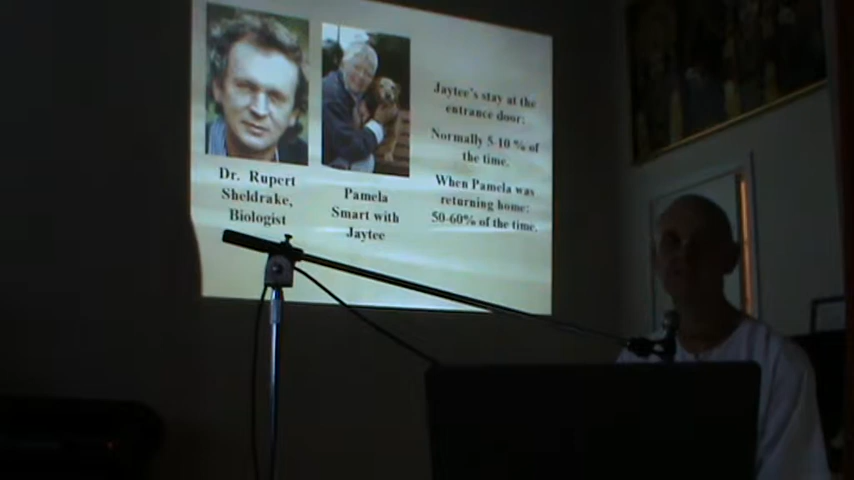 Dr. Rupert
Sheldrake,
Biologist
Pamela
Smart with
Jaytee
Jaytee's stay at the
entrance door:
Normally 5-10 % of
the time.
When Pamela was
returning home:
50-60% of the time.